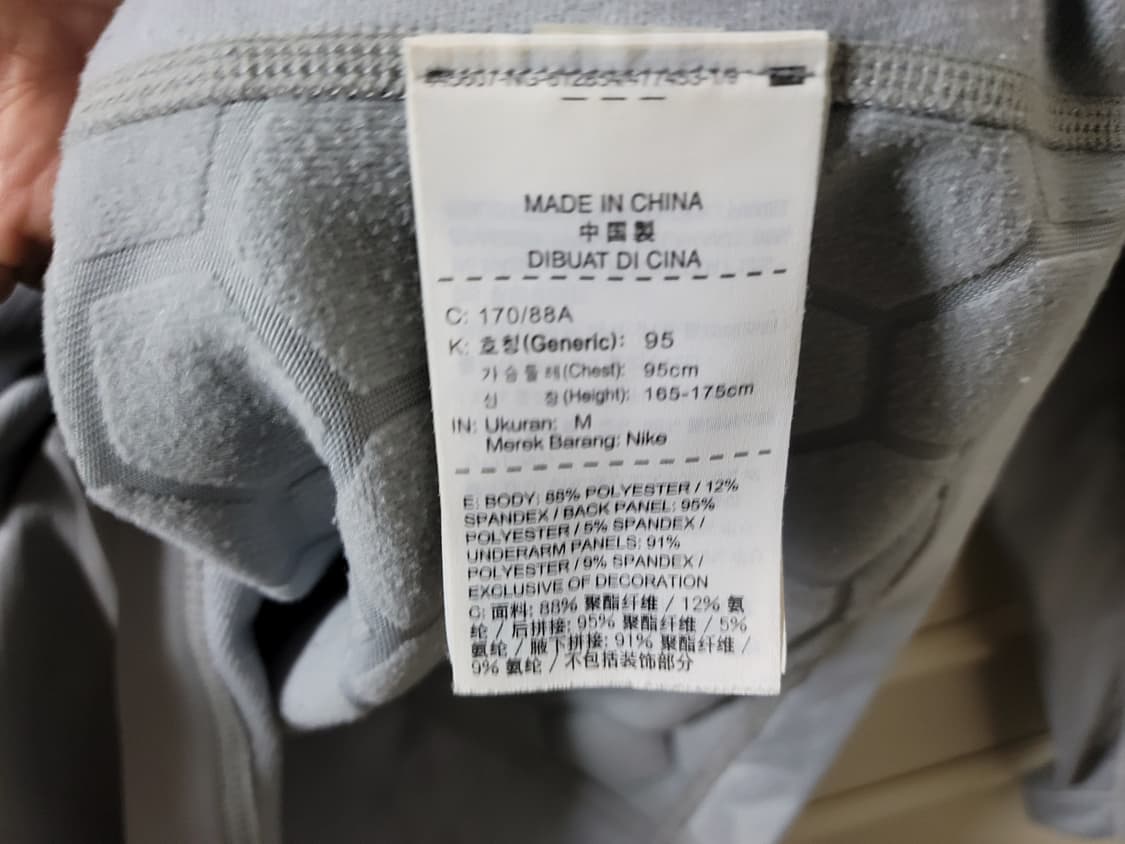 MADE IN CHINA
中国製
DIBUAT DI CINA
C: 170/88A
K: 호칭(Generic): 95
가슴둘레(Chest): 95cm
신 장(Height): 165-175cm
IN: Ukuran: M
Merek Barang: Nike
E: BODY: 88% POLYESTER / 12%
SPANDEX / BACK PANEL: 95%
POLYESTER / 5% SPANDEX /
UNDERARM PANELS: 91%
POLYESTER / 9% SPANDEX /
EXCLUSIVE OF DECORATION
C: 面料: 88% 聚酯纤维 / 12% 氨
纶 / 后拼接: 95% 聚酯纤维 / 5%
氨纶 / 腋下拼接: 91% 聚酯纤维 /
9% 氨纶 / 不包括装饰部分